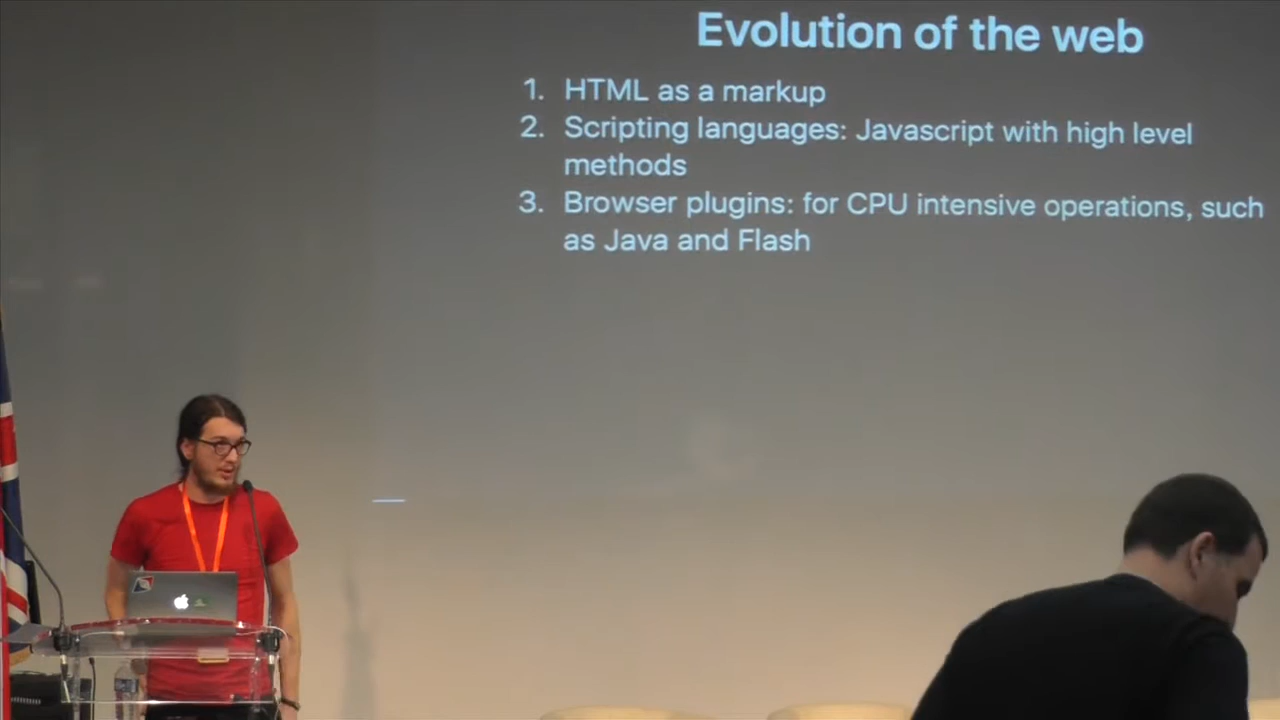 Evolution of the web
1. HTML as a markup
2. Scripting languages: Javascript with high level
methods
3. Browser plugins: for CPU intensive operations, such
as Java and Flash